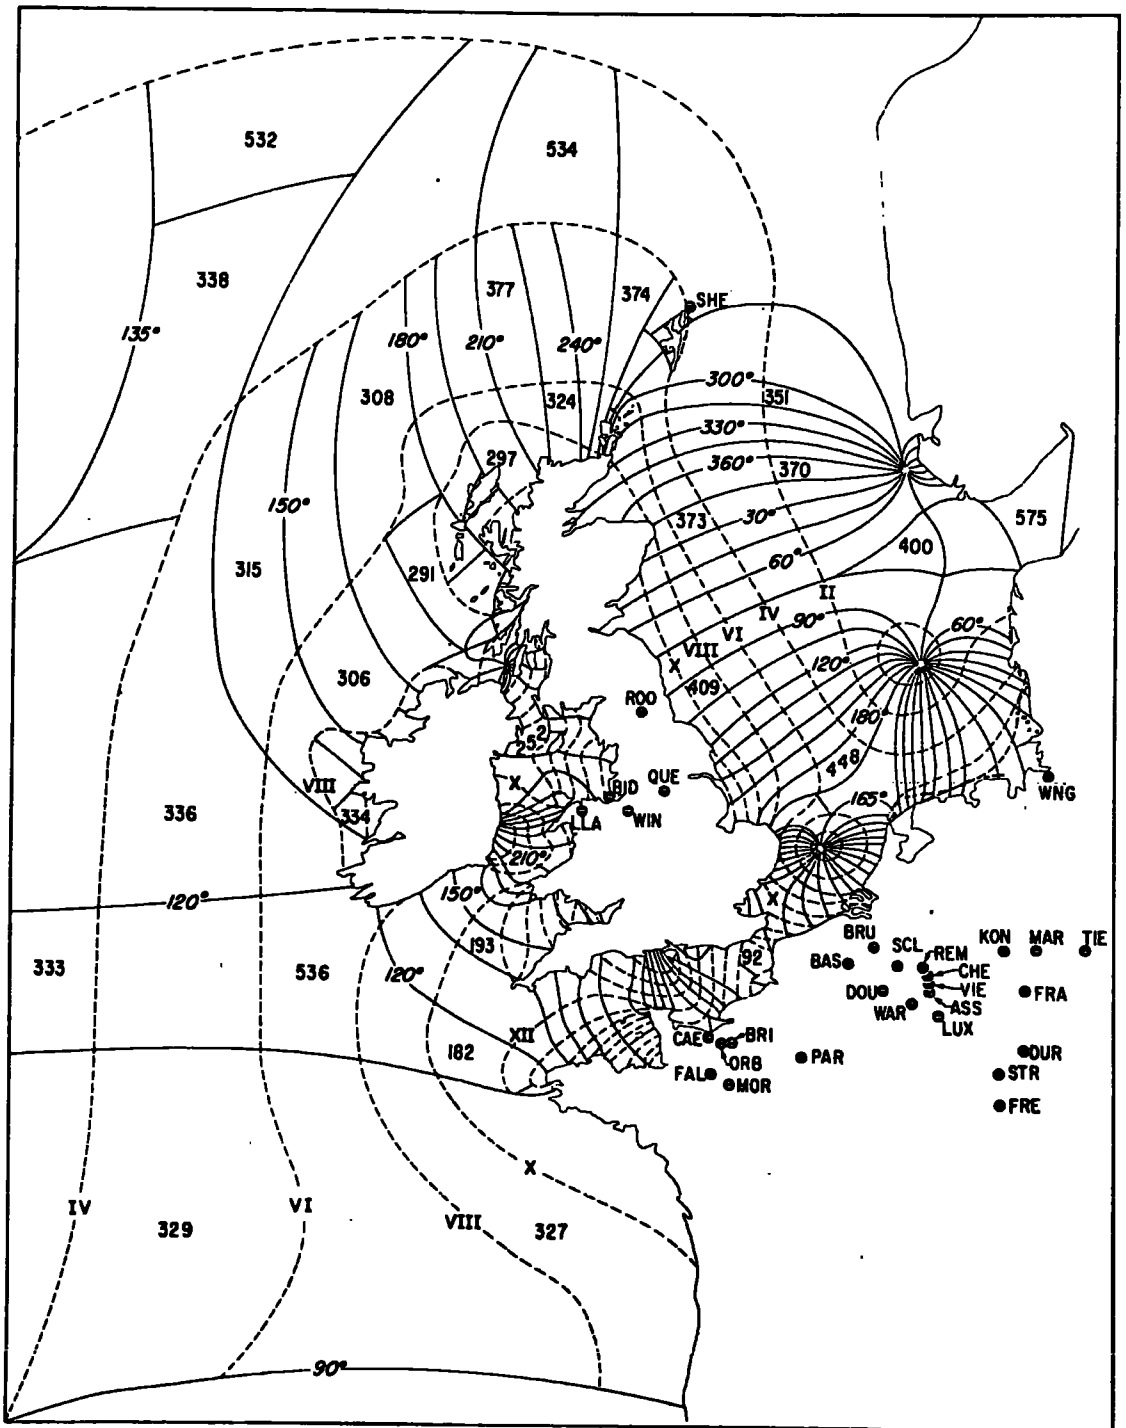 532
534
338
377
374
SHE
135°
180°
210°
240°
300°
351
308
324
330°
297
360°
370
150°
373
30°
575
400
60°
315
291
II
IV
90°
60°
VI
VIII
120°
X
306
409
ROO
180°
252
448
X
BID
QUE
WNG
VIII
165°
336
334
LLA
WIN
210°
120°
150°
X
BRU
SCL
REM
KON
MAR
TIE
193
92
BAS
CHE
333
536
120°
VIE
DOU
FRA
ASS
WAR
LUX
XII
CAE
BRI
182
ORB
PAR
DUR
FAL
MOR
STR
FRE
X
IV
VI
VIII
329
327
90°